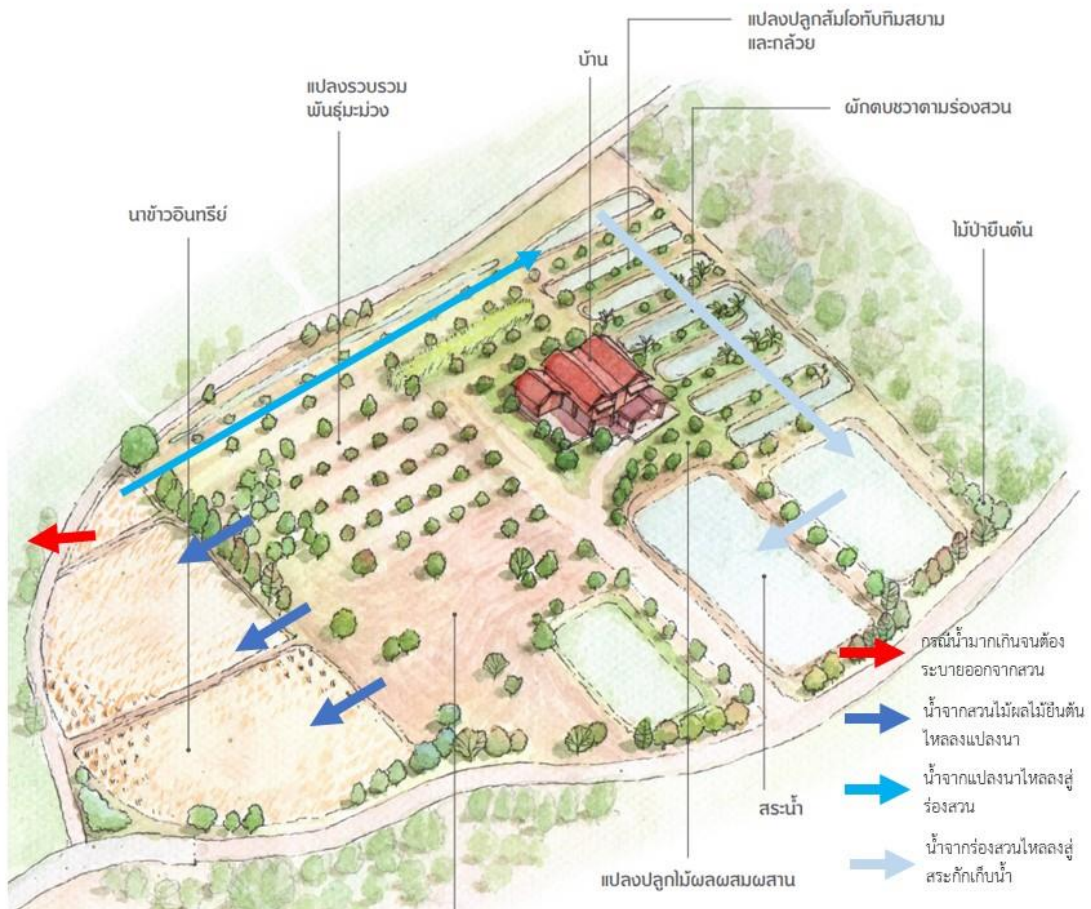 แปลงปลูกส้มโอทับทิมสยาม
และกล้วย
บ้าน
แปลงรวบรวม
พันธุ์มะม่วง
ผักตบชวาตามร่องสวน
นาข้าวอินทรีย์
ไม้ป่ายืนต้น
กรณีน้ำมากเกินจนต้อง
ระบายออกจากสวน
น้ำจากสวนไม้ผลไม้ยืนต้น
ไหลลงแปลงนา
น้ำจากแปลงนาไหลลงสู่
ร่องสวน
น้ำจากร่องสวนไหลลงสู่
สระกักเก็บน้ำ
สระน้ำ
แปลงปลูกไม้ผลผสมผสาน